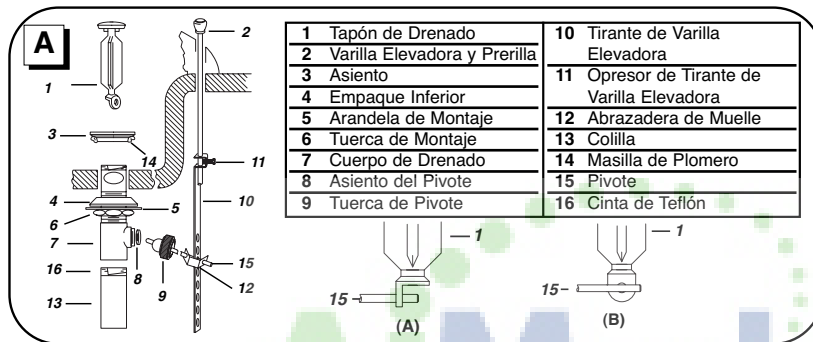 A
1 Tapón de Drenado
2 Varilla Elevadora y Prerilla
3 Asiento
4 Empaque Inferior
5 Arandela de Montaje
6 Tuerca de Montaje
7 Cuerpo de Drenado
8 Asiento del Pivote
9 Tuerca de Pivote
10 Tirante de Varilla
Elevadora
11 Opresor de Tirante de
Varilla Elevadora
12 Abrazadera de Muelle
13 Colilla
14 Masilla de Plomero
15 Pivote
16 Cinta de Teflón
2
1
3
14
11
4
5
10
6
7
15
16
8
12
9
13
1
15
(A)
1
15
(B)